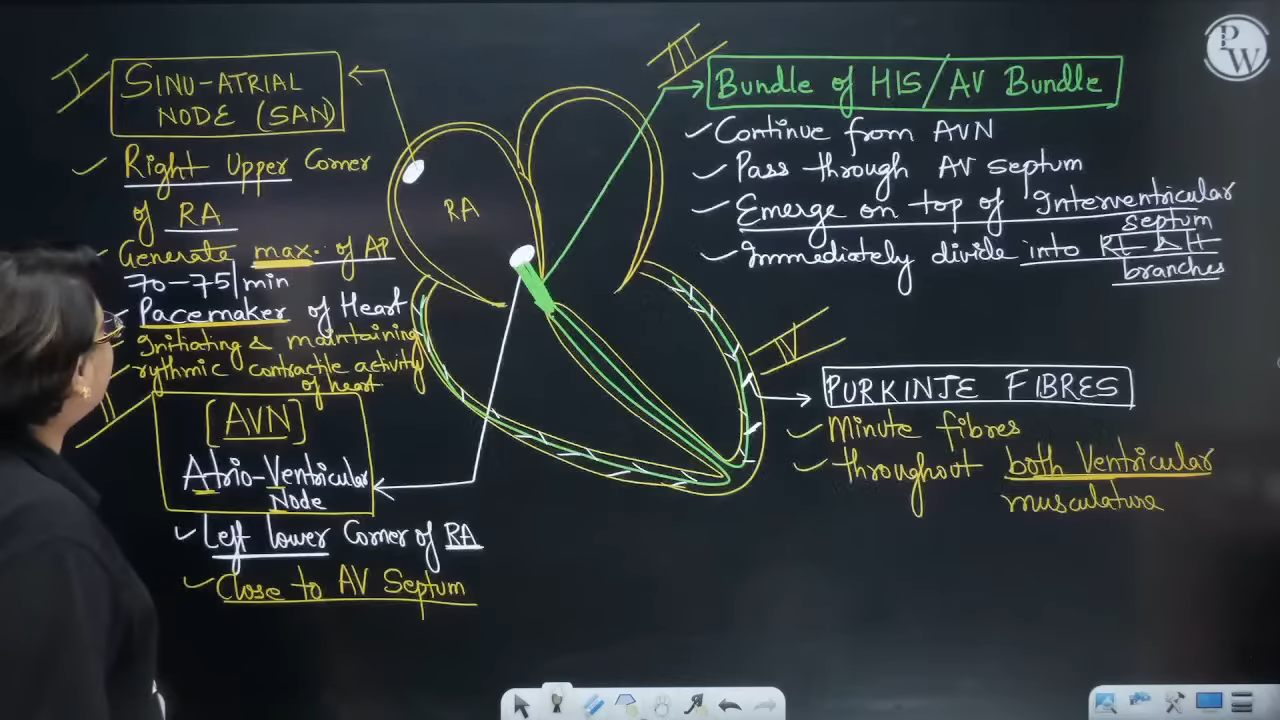 I
SINU-ATRIAL
NODE (SAN)
✓ Right Upper Corner
of RA
✓ Generate max. of AP
70-75/min
Pacemaker of Heart
Initiating & maintaining
rythmic contractile activity
of heart
II
[AVN]
Atrio-Ventricular
Node
✓ Left lower Corner of RA
✓ Close to AV Septum
RA
III
Bundle of HIS/AV Bundle
✓ Continue from AVN
✓ Pass through AV septum
✓ Emerge on top of Interventricular
septum
✓ Immediately divide into Rt & Lt
branches
IV
PURKINJE FIBRES
✓ Minute fibres
✓ throughout both Ventricular
musculature
PW